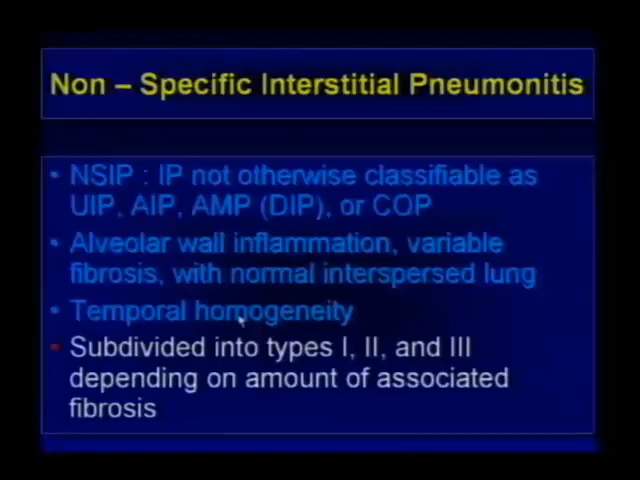 Non – Specific Interstitial Pneumonitis
• NSIP : IP not otherwise classifiable as
UIP, AIP, AMP (DIP), or COP
• Alveolar wall inflammation, variable
fibrosis, with normal interspersed lung
• Temporal homogeneity
Subdivided into types I, II, and III
depending on amount of associated
fibrosis